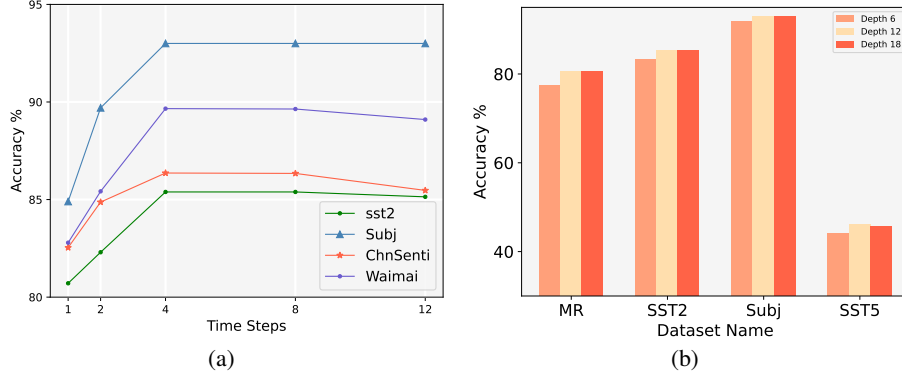 95
90
85
80
Accuracy %
1 2 4 8 12
Time Steps
sst2
Subj
ChnSenti
Waimai
(a)
80
60
40
Accuracy %
Depth 6
Depth 12
Depth 18
MR SST2 Subj SST5
Dataset Name
(b)